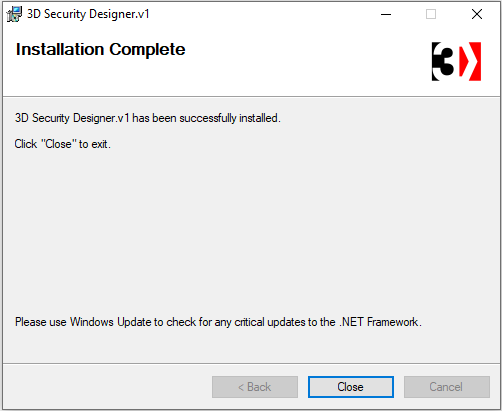 3D Security Designer.v1
Installation Complete
3D
3D Security Designer.v1 has been successfully installed.
Click "Close" to exit.
Please use Windows Update to check for any critical updates to the .NET Framework.
< Back
Close
Cancel